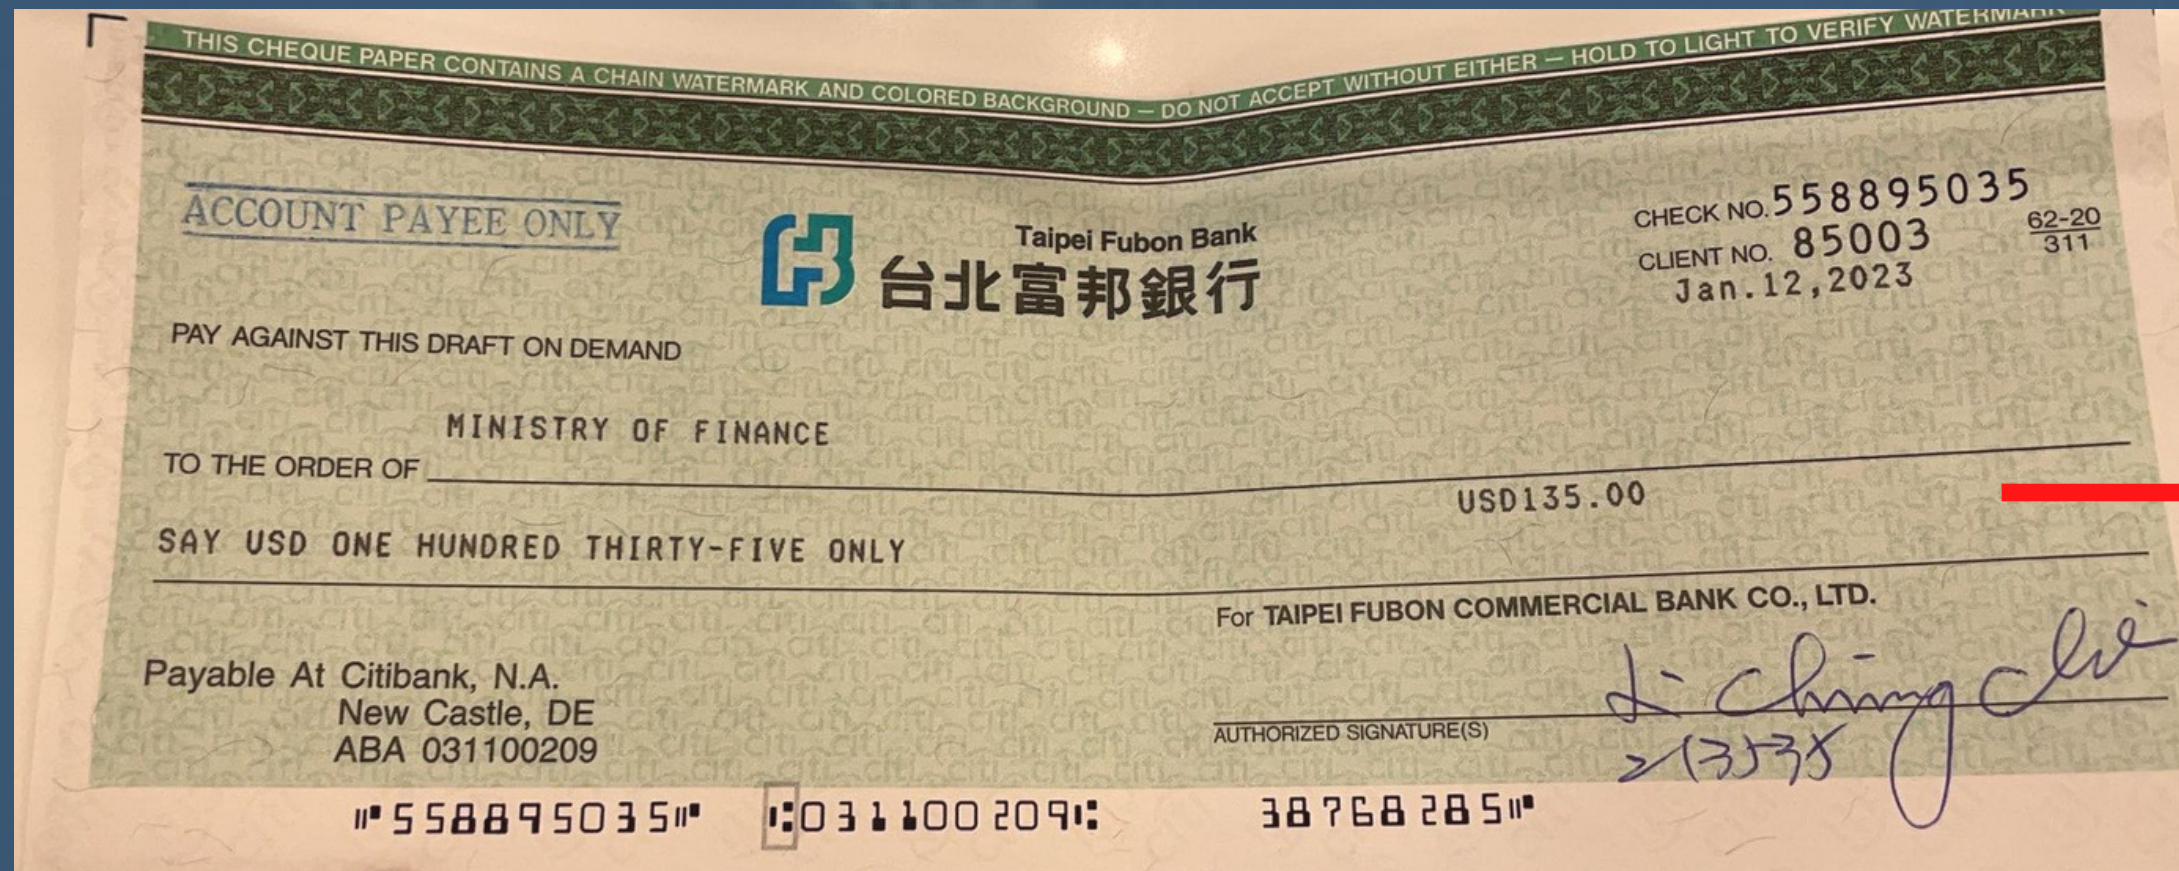 THIS CHEQUE PAPER CONTAINS A CHAIN WATERMARK AND COLORED BACKGROUND — DO NOT ACCEPT WITHOUT EITHER — HOLD TO LIGHT TO VERIFY WATERMARK
ACCOUNT PAYEE ONLY
Taipei Fubon Bank
台北富邦銀行
CHECK NO. 558895035
CLIENT NO. 85003
62-20
311
Jan.12,2023
PAY AGAINST THIS DRAFT ON DEMAND
MINISTRY OF FINANCE
TO THE ORDER OF
USD135.00
SAY USD ONE HUNDRED THIRTY-FIVE ONLY
For TAIPEI FUBON COMMERCIAL BANK CO., LTD.
Payable At Citibank, N.A.
New Castle, DE
ABA 031100209
AUTHORIZED SIGNATURE(S)
⑈558895035⑈ ⑆031100209⑆ 38768285⑈